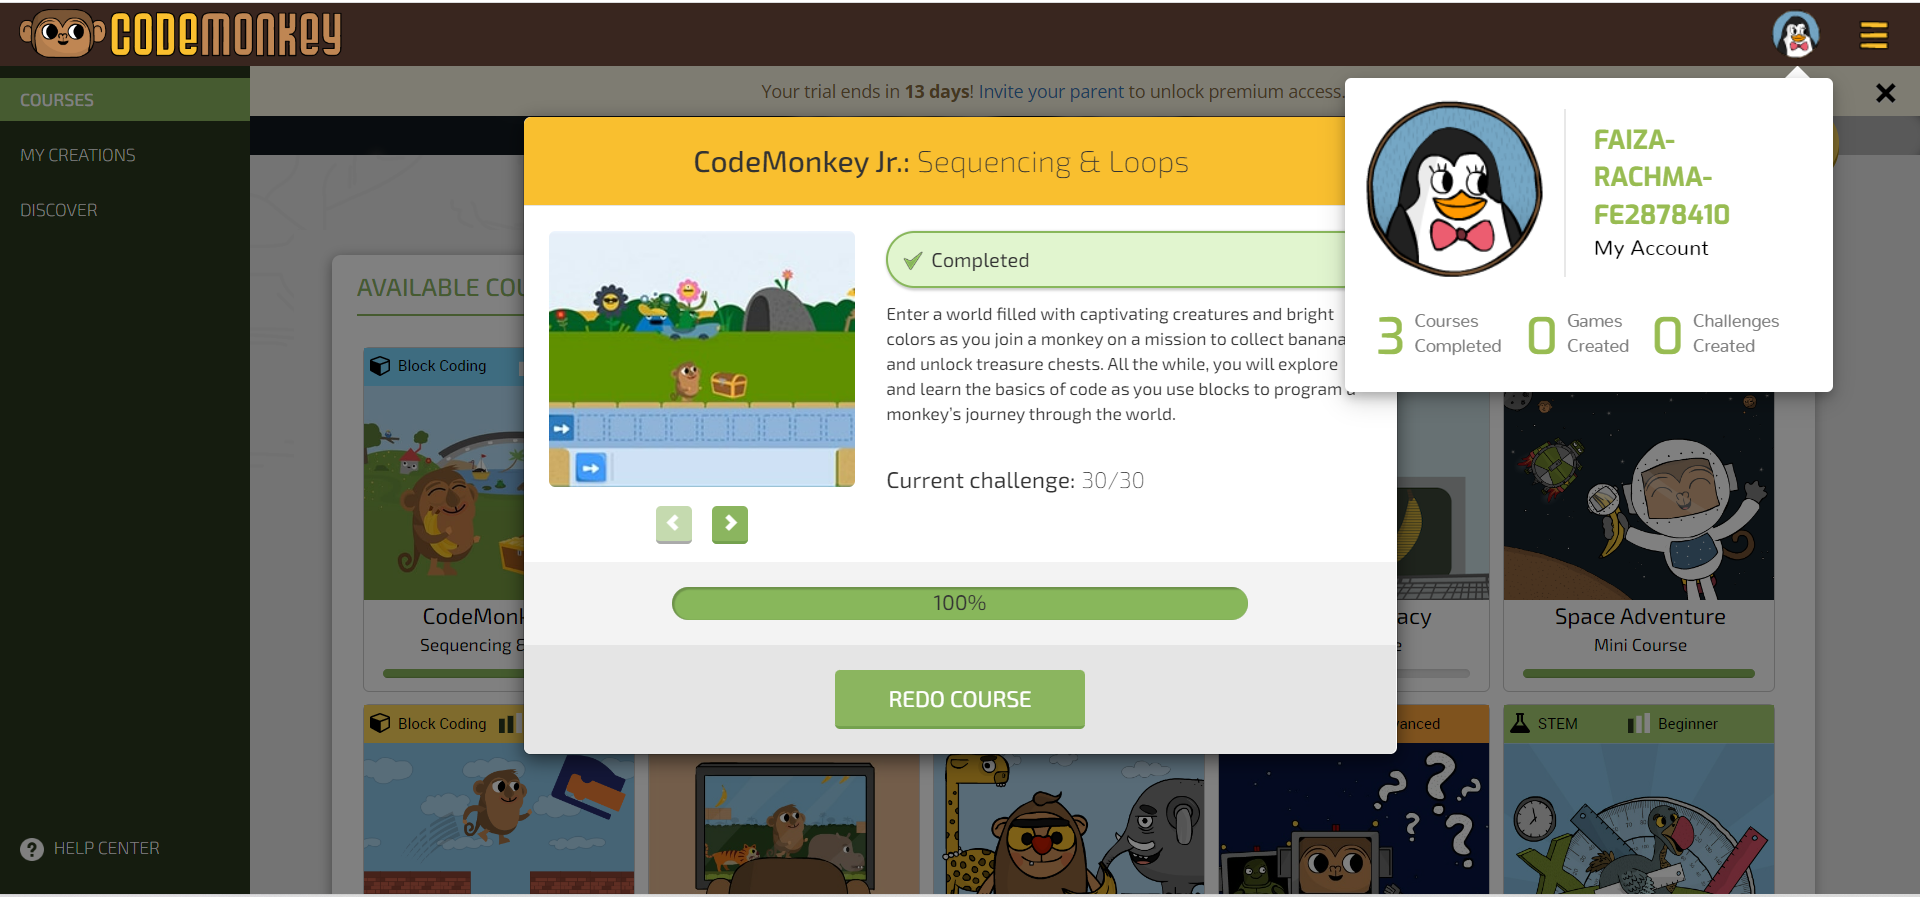 CODEMONKEY
COURSES
MY CREATIONS
DISCOVER
HELP CENTER
Your trial ends in 13 days! Invite your parent to unlock premium access.
CodeMonkey Jr.: Sequencing & Loops
Completed
Enter a world filled with captivating creatures and bright
colors as you join a monkey on a mission to collect banana
and unlock treasure chests. All the while, you will explore
and learn the basics of code as you use blocks to program a
monkey's journey through the world.
Current challenge: 30/30
100%
REDO COURSE
FAIZA-
RACHMA-
FE2878410
My Account
3 Courses Completed
0 Games Created
0 Challenges Created
AVAILABLE COU
Block Coding
CodeMonk
Sequencing &
acy
Space Adventure
Mini Course
Block Coding
anced
STEM
Beginner